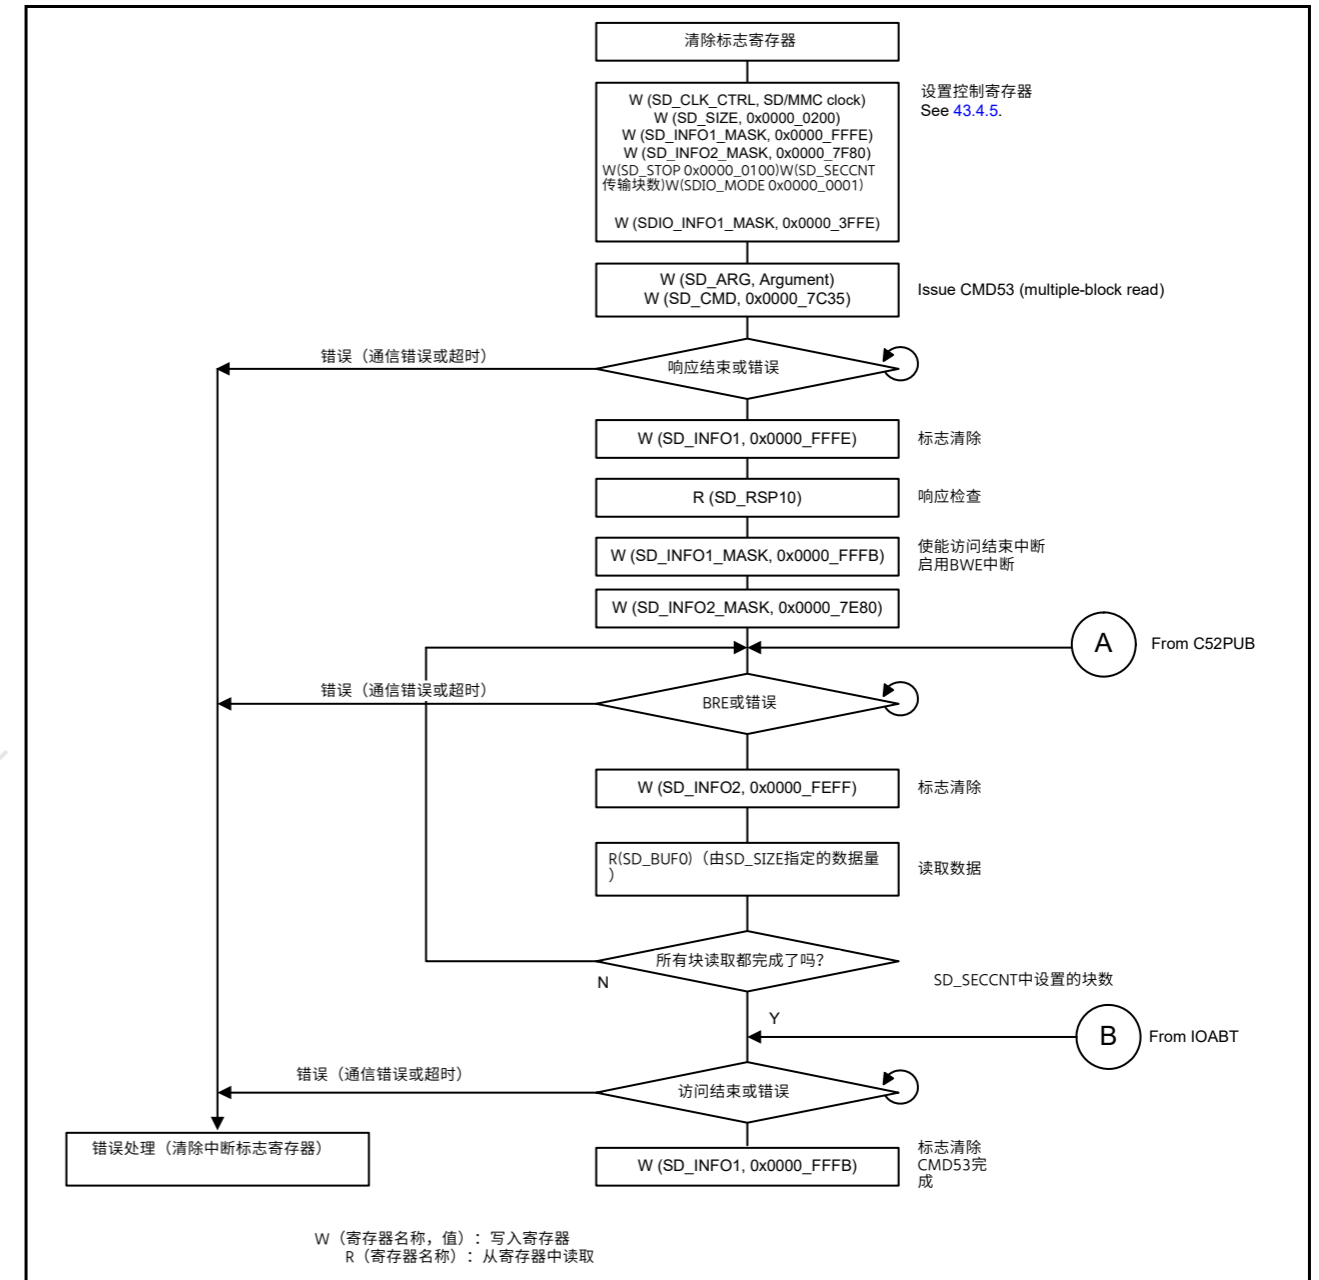 清除标志寄存器
W (SD_CLK_CTRL, SD/MMC clock)
W (SD_SIZE, 0x0000_0200)
W (SD_INFO1_MASK, 0x0000_FFFE)
W (SD_INFO2_MASK, 0x0000_7F80)
W(SD_STOP 0x0000_0100)W(SD_SECCNT
传输块数)W(SDIO_MODE 0x0000_0001)
W (SDIO_INFO1_MASK, 0x0000_3FFE)
设置控制寄存器
See 43.4.5.
W (SD_ARG, Argument)
W (SD_CMD, 0x0000_7C35)
Issue CMD53 (multiple-block read)
错误（通信错误或超时）
响应结束或错误
W (SD_INFO1, 0x0000_FFFE)
标志清除
R (SD_RSP10)
响应检查
W (SD_INFO1_MASK, 0x0000_FFFB)
使能访问结束中断
启用BWE中断
W (SD_INFO2_MASK, 0x0000_7E80)
A
From C52PUB
错误（通信错误或超时）
BRE或错误
W (SD_INFO2, 0x0000_FEFF)
标志清除
R(SD_BUF0)（由SD_SIZE指定的数据量
）
读取数据
所有块读取都完成了吗?
N
SD_SECCNT中设置的块数
Y
B
From IOABT
错误（通信错误或超时）
访问结束或错误
错误处理（清除中断标志寄存器）
W (SD_INFO1, 0x0000_FFFB)
标志清除
CMD53完
成
W（寄存器名称，值）：写入寄存器
R（寄存器名称）：从寄存器中读取